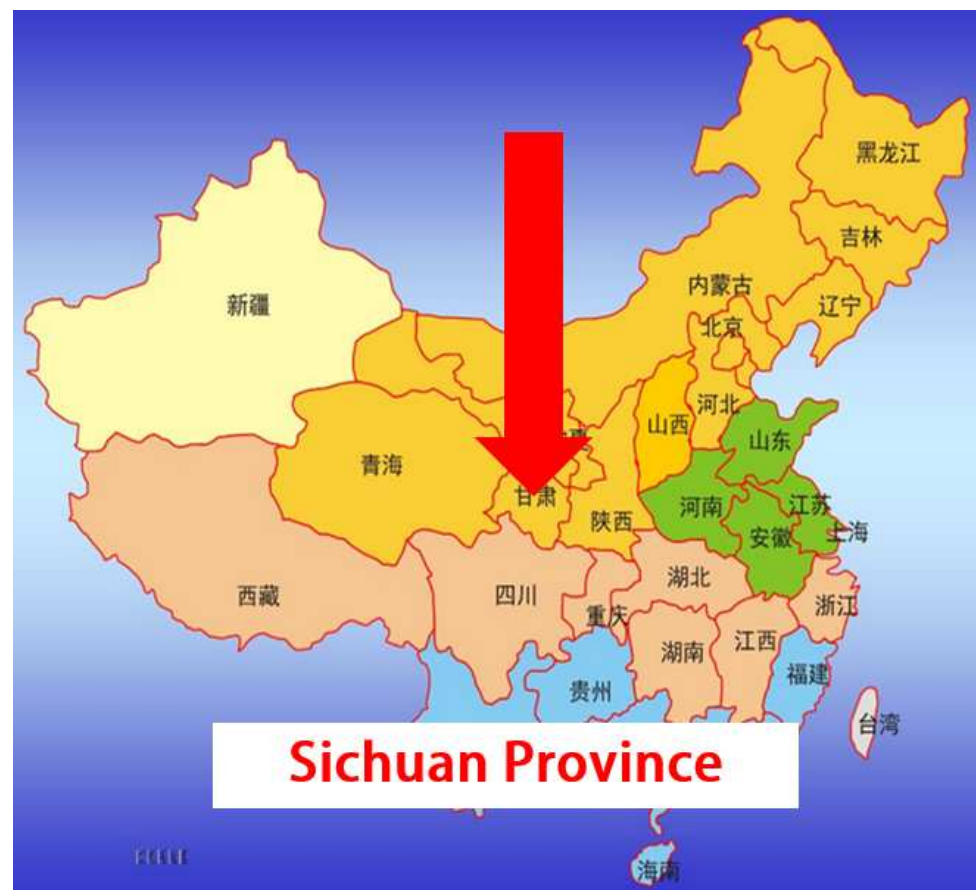 黑龙江
吉林
辽宁
内蒙古
北京
新疆
河北
山西
山东
青海
甘肃
河南
江苏
陕西
安徽
上海
湖北
四川
西藏
重庆
浙江
江西
湖南
福建
贵州
台湾
Sichuan Province
海南